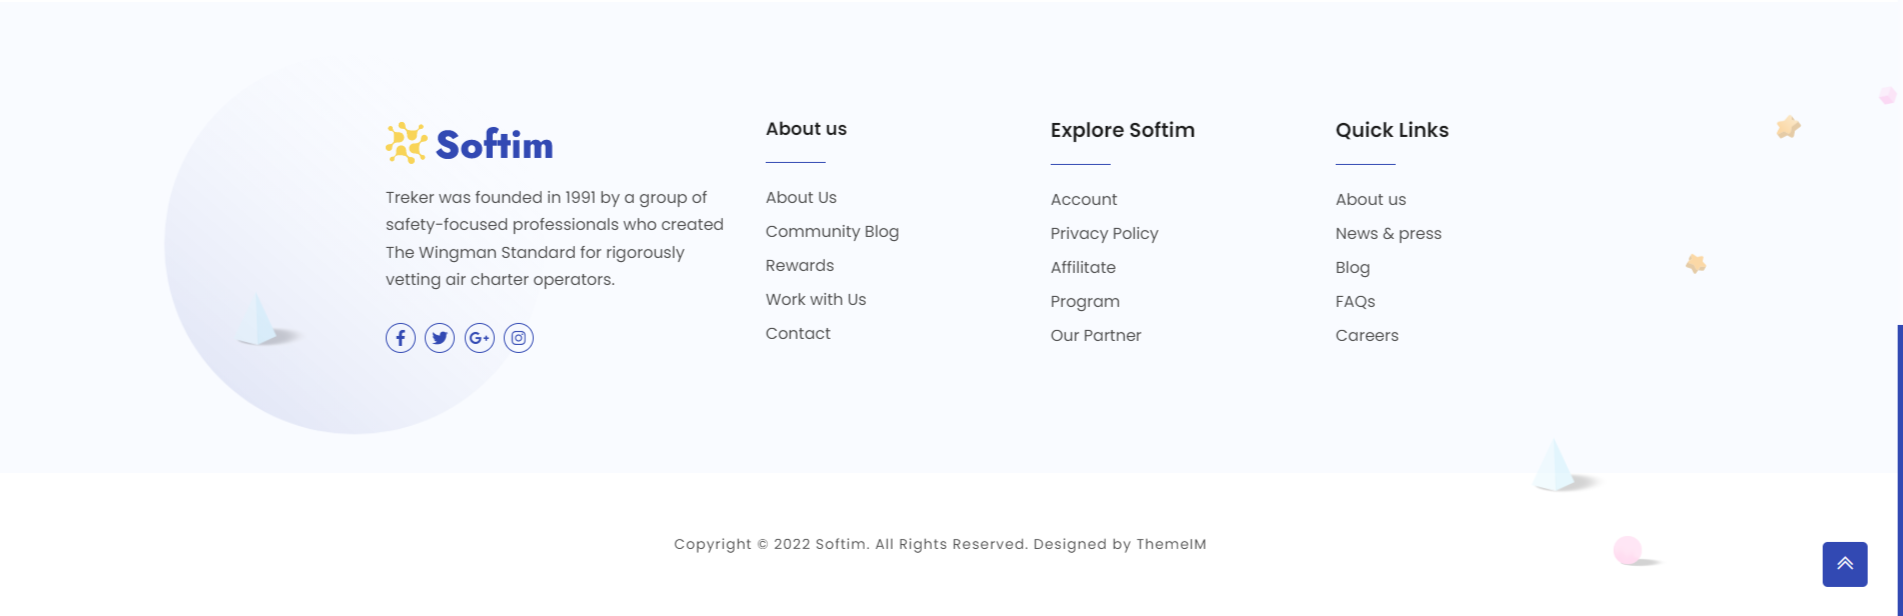 Softim
Treker was founded in 1991 by a group of
safety-focused professionals who created
The Wingman Standard for rigorously
vetting air charter operators.
About us
About Us
Community Blog
Rewards
Work with Us
Contact
Explore Softim
Account
Privacy Policy
Affilitate
Program
Our Partner
Quick Links
About us
News & press
Blog
FAQs
Careers
Copyright © 2022 Softim. All Rights Reserved. Designed by ThemeIM